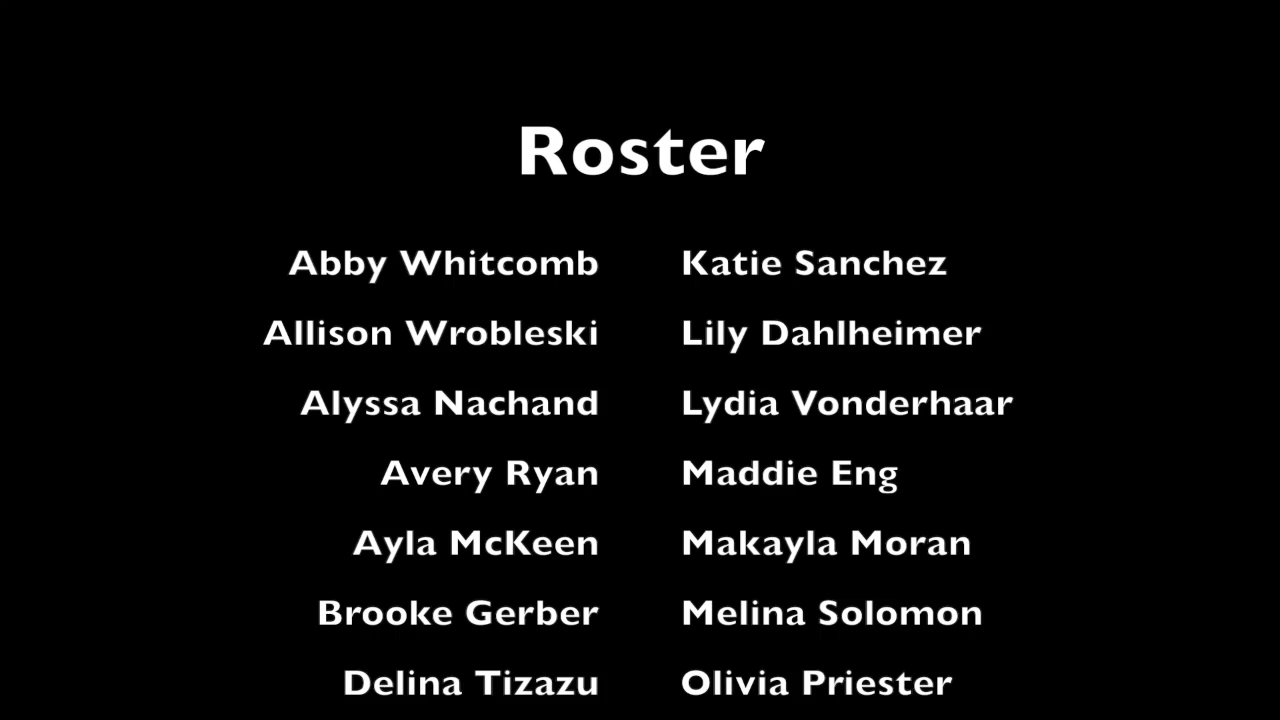 Roster
Abby Whitcomb Katie Sanchez
Allison Wrobleski Lily Dahlheimer
Alyssa Nachand Lydia Vonderhaar
Avery Ryan Maddie Eng
Ayla McKeen Makayla Moran
Brooke Gerber Melina Solomon
Delina Tizazu Olivia Priester